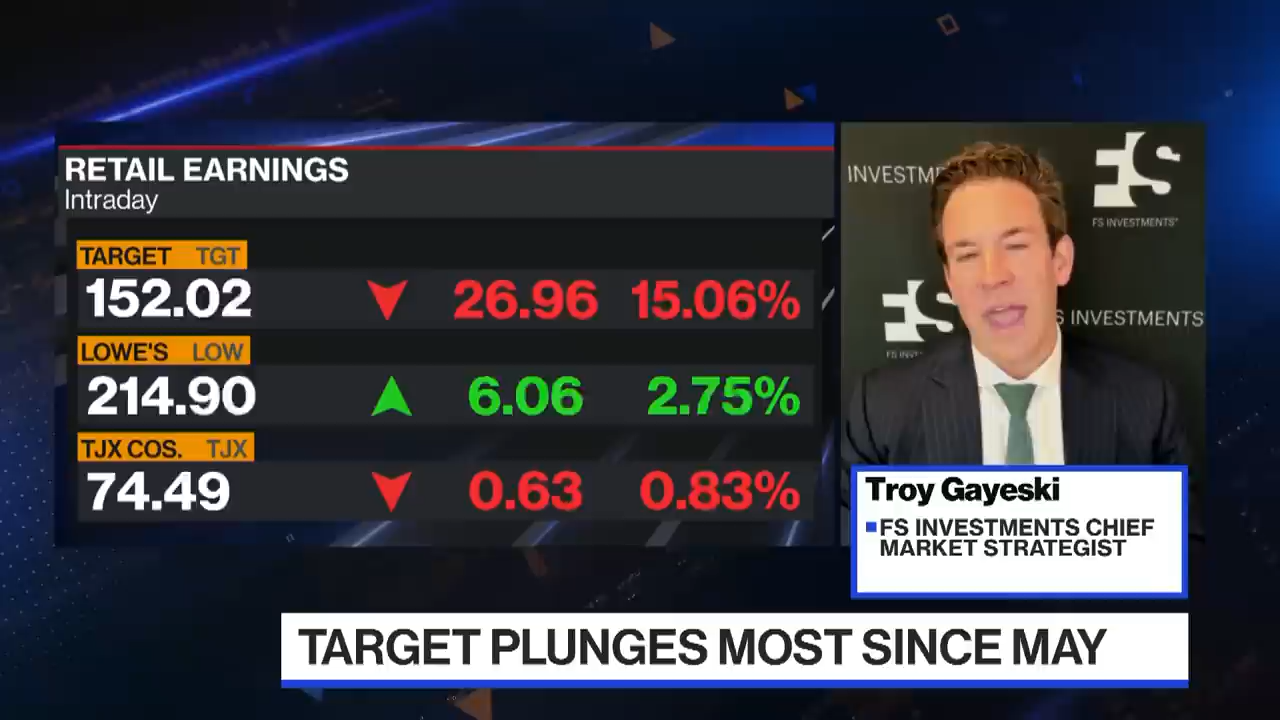 RETAIL EARNINGS
Intraday
TARGET TGT
152.02 26.96 15.06%
LOWE'S LOW
214.90 6.06 2.75%
TJX COS. TJX
74.49 0.63 0.83%
FS
FS INVESTMENTS
FS
INVESTMENTS
Troy Gayeski
FS INVESTMENTS CHIEF
MARKET STRATEGIST
TARGET PLUNGES MOST SINCE MAY